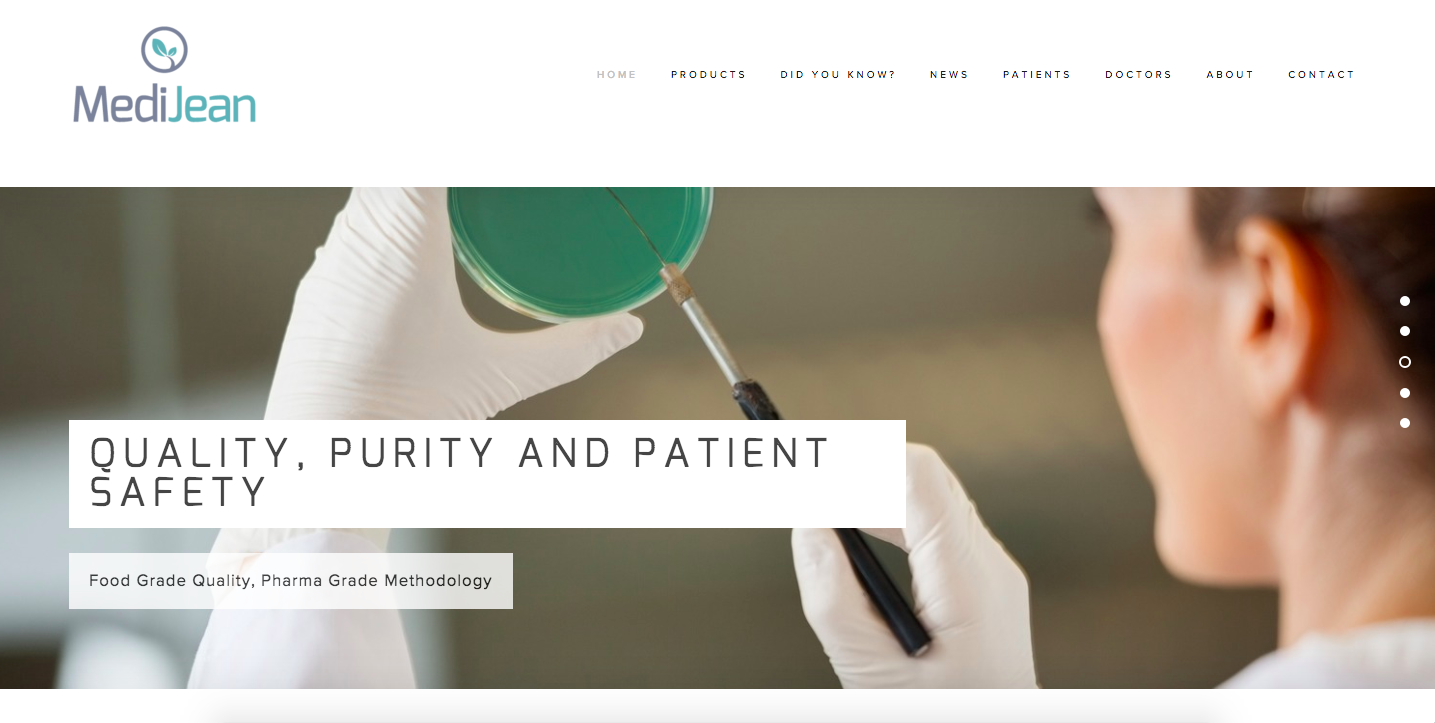 MediJean
HOME PRODUCTS DID YOU KNOW? NEWS PATIENTS DOCTORS ABOUT CONTACT
QUALITY, PURITY AND PATIENT
SAFETY
Food Grade Quality, Pharma Grade Methodology